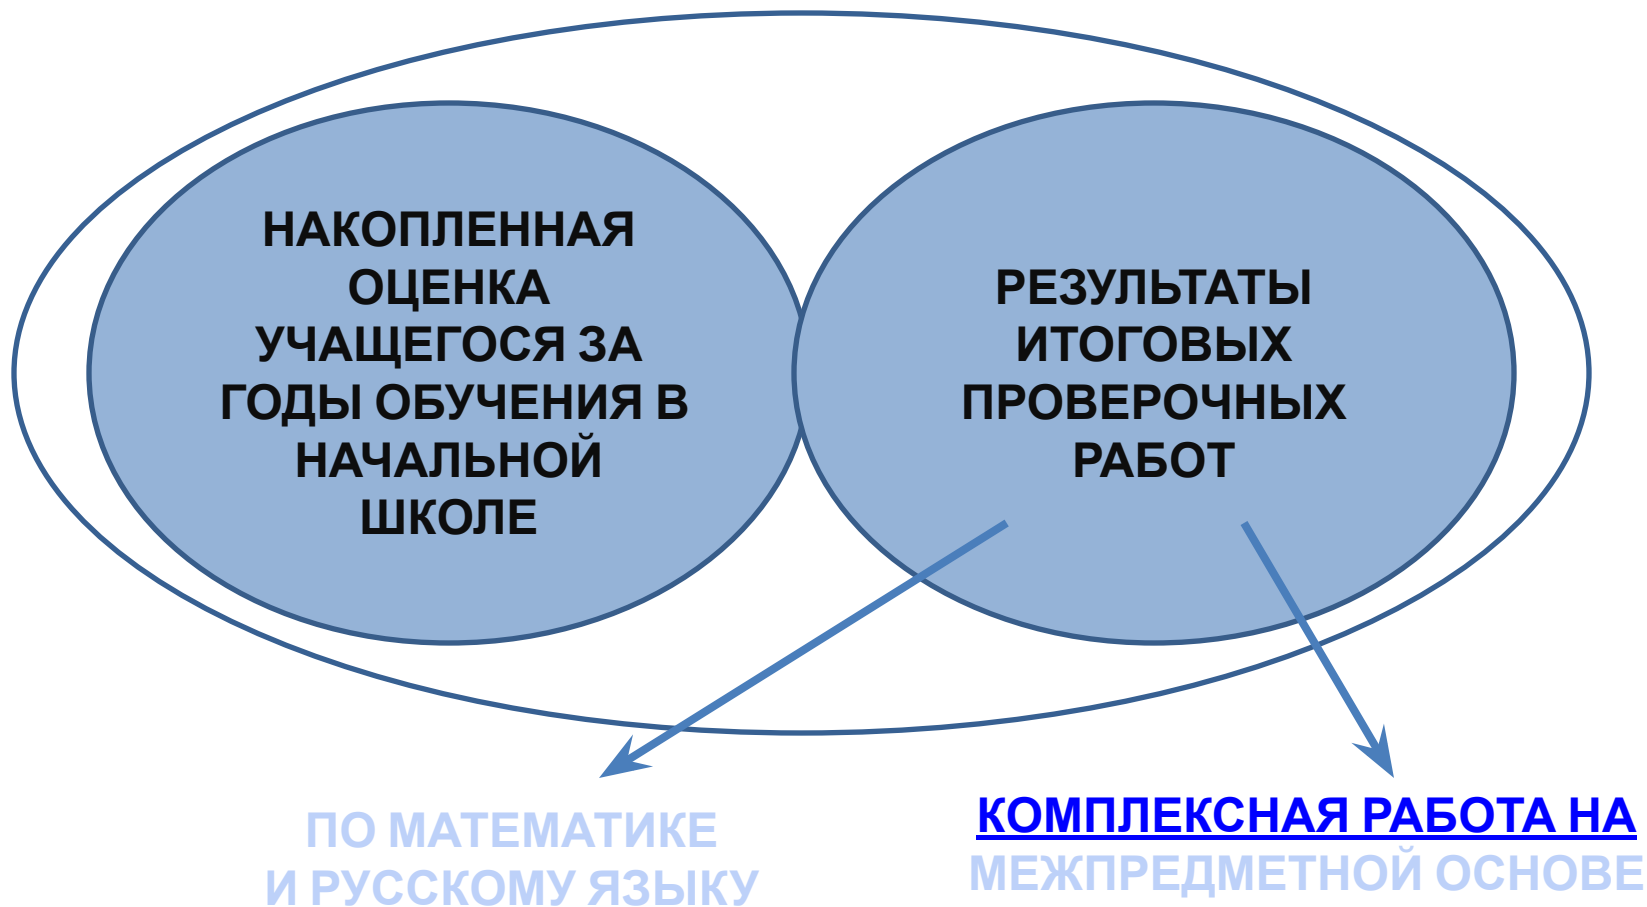 НАКОПЛЕННАЯ
ОЦЕНКА
УЧАЩЕГОСЯ ЗА
ГОДЫ ОБУЧЕНИЯ В
НАЧАЛЬНОЙ
ШКОЛЕ
РЕЗУЛЬТАТЫ
ИТОГОВЫХ
ПРОВЕРОЧНЫХ
РАБОТ
ПО МАТЕМАТИКЕ
И РУССКОМУ ЯЗЫКУ
КОМПЛЕКСНАЯ РАБОТА НА
МЕЖПРЕДМЕТНОЙ ОСНОВЕ